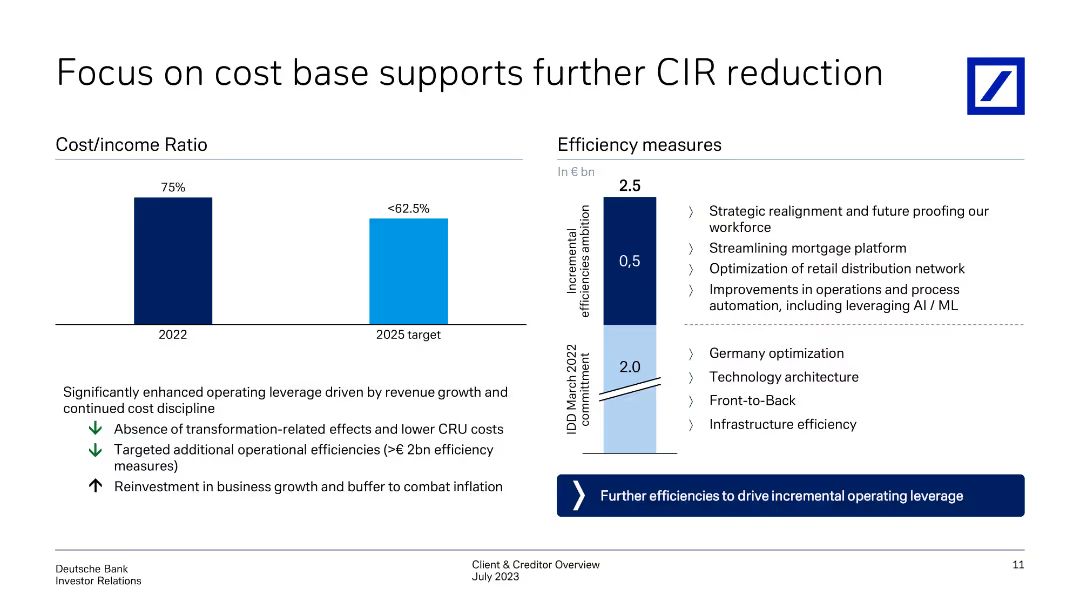 Focus on cost base supports further CIR reduction
Cost/income Ratio
75%
<62.5%
2022
2025 target
Significantly enhanced operating leverage driven by revenue growth and
continued cost discipline
Absence of transformation-related effects and lower CRU costs
Targeted additional operational efficiencies (>€ 2bn efficiency
measures)
Reinvestment in business growth and buffer to combat inflation
Efficiency measures
In € bn
2.5
Incremental
efficiencies ambition
0,5
Strategic realignment and future proofing our
workforce
Streamlining mortgage platform
Optimization of retail distribution network
Improvements in operations and process
automation, including leveraging AI / ML
IDD March 2022
committment
2.0
Germany optimization
Technology architecture
Front-to-Back
Infrastructure efficiency
Further efficiencies to drive incremental operating leverage
Deutsche Bank
Investor Relations
Client & Creditor Overview
July 2023
11